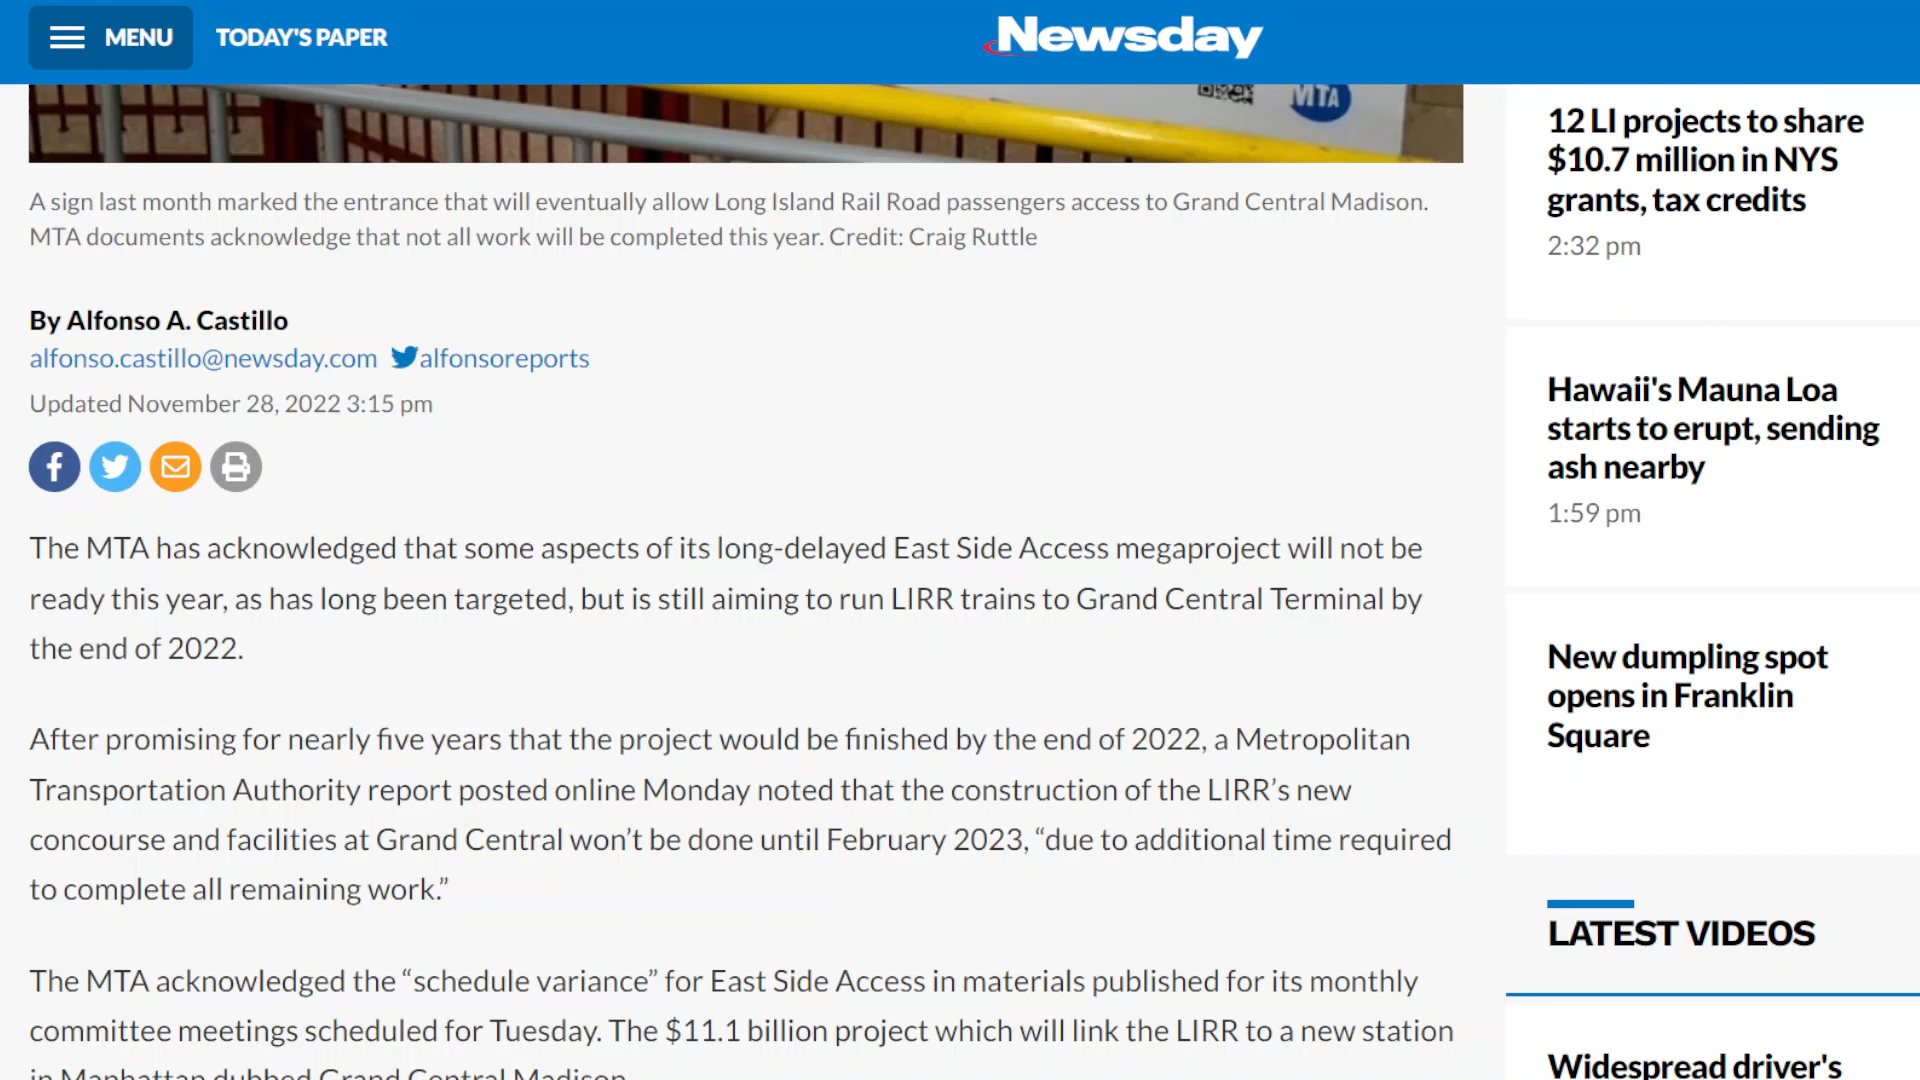 MENU
TODAY'S PAPER
Newsday
MTA
A sign last month marked the entrance that will eventually allow Long Island Rail Road passengers access to Grand Central Madison.
MTA documents acknowledge that not all work will be completed this year. Credit: Craig Ruttle
By Alfonso A. Castillo
alfonso.castillo@newsday.com alfonsoreports
Updated November 28, 2022 3:15 pm
The MTA has acknowledged that some aspects of its long-delayed East Side Access megaproject will not be
ready this year, as has long been targeted, but is still aiming to run LIRR trains to Grand Central Terminal by
the end of 2022.
After promising for nearly five years that the project would be finished by the end of 2022, a Metropolitan
Transportation Authority report posted online Monday noted that the construction of the LIRR’s new
concourse and facilities at Grand Central won’t be done until February 2023, “due to additional time required
to complete all remaining work.”
The MTA acknowledged the “schedule variance” for East Side Access in materials published for its monthly
committee meetings scheduled for Tuesday. The $11.1 billion project which will link the LIRR to a new station
in Manhattan dubbed Grand Central Madison
12 LI projects to share
$10.7 million in NYS
grants, tax credits
2:32 pm
Hawaii's Mauna Loa
starts to erupt, sending
ash nearby
1:59 pm
New dumpling spot
opens in Franklin
Square
LATEST VIDEOS
Widespread driver's